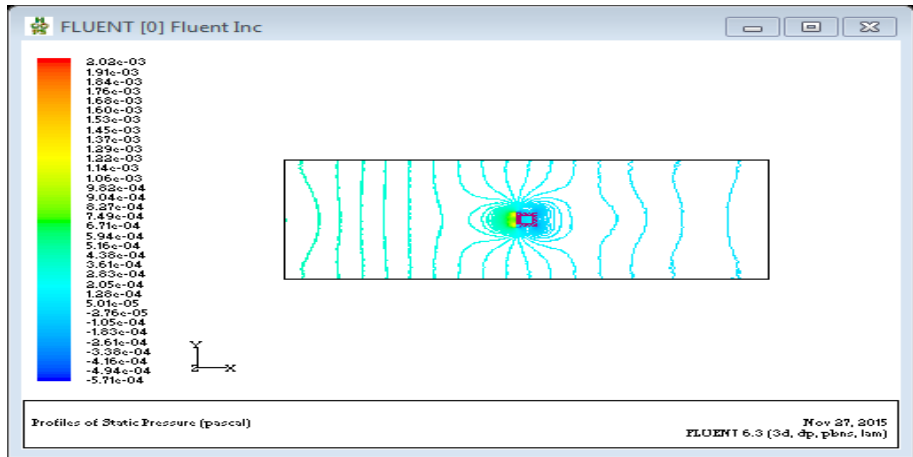 FLUENT [0] Fluent Inc
2.02e-03
1.91e-03
1.84e-03
1.76e-03
1.68e-03
1.60e-03
1.53e-03
1.45e-03
1.37e-03
1.29e-03
1.22e-03
1.14e-03
1.06e-03
9.82e-04
9.04e-04
8.27e-04
7.49e-04
6.71e-04
5.94e-04
5.16e-04
4.38e-04
3.61e-04
2.83e-04
2.05e-04
1.28e-04
5.01e-05
-2.76e-05
-1.05e-04
-1.83e-04
-2.61e-04
-3.38e-04
-4.16e-04
-4.94e-04
-5.71e-04
Y
Z X
Profiles of Static Pressure (pascal)
Nov 27, 2015
FLUENT 6.3 (3d, dp, pbns, lam)